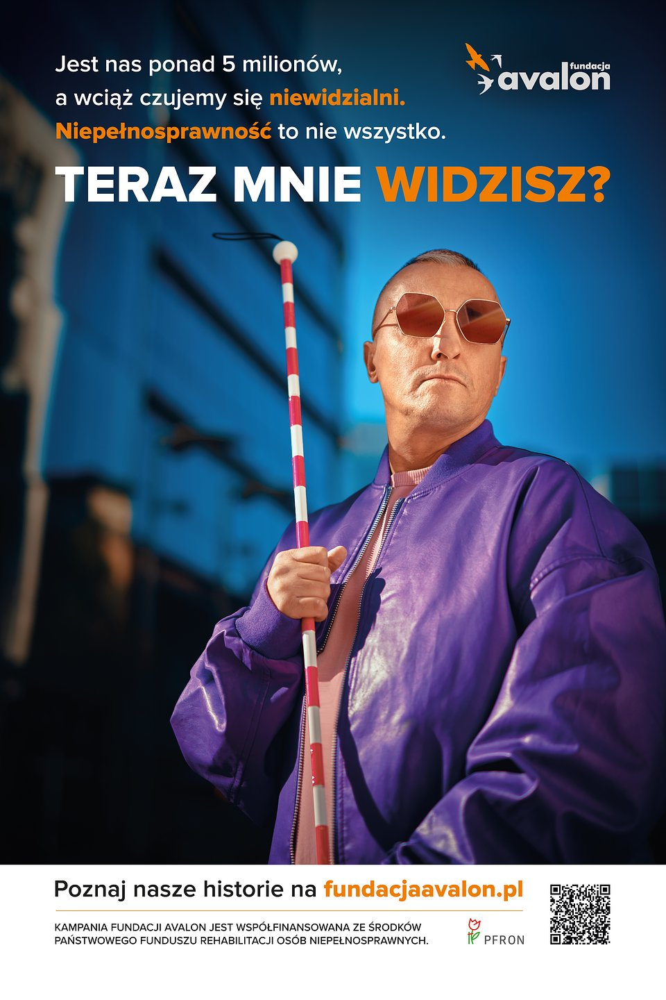 Jest nas ponad 5 milionów,
a wciąż czujemy się niewidzialni.
Niepełnosprawność to nie wszystko.
TERAZ MNIE WIDZISZ?
fundacja
avalon
Poznaj nasze historie na fundacjaavalon.pl
KAMPANIA FUNDACJI AVALON JEST WSPÓŁFINANSOWANA ZE ŚRODKÓW
PAŃSTWOWEGO FUNDUSZU REHABILITACJI OSÓB NIEPEŁNOSPRAWNYCH.
PFRON